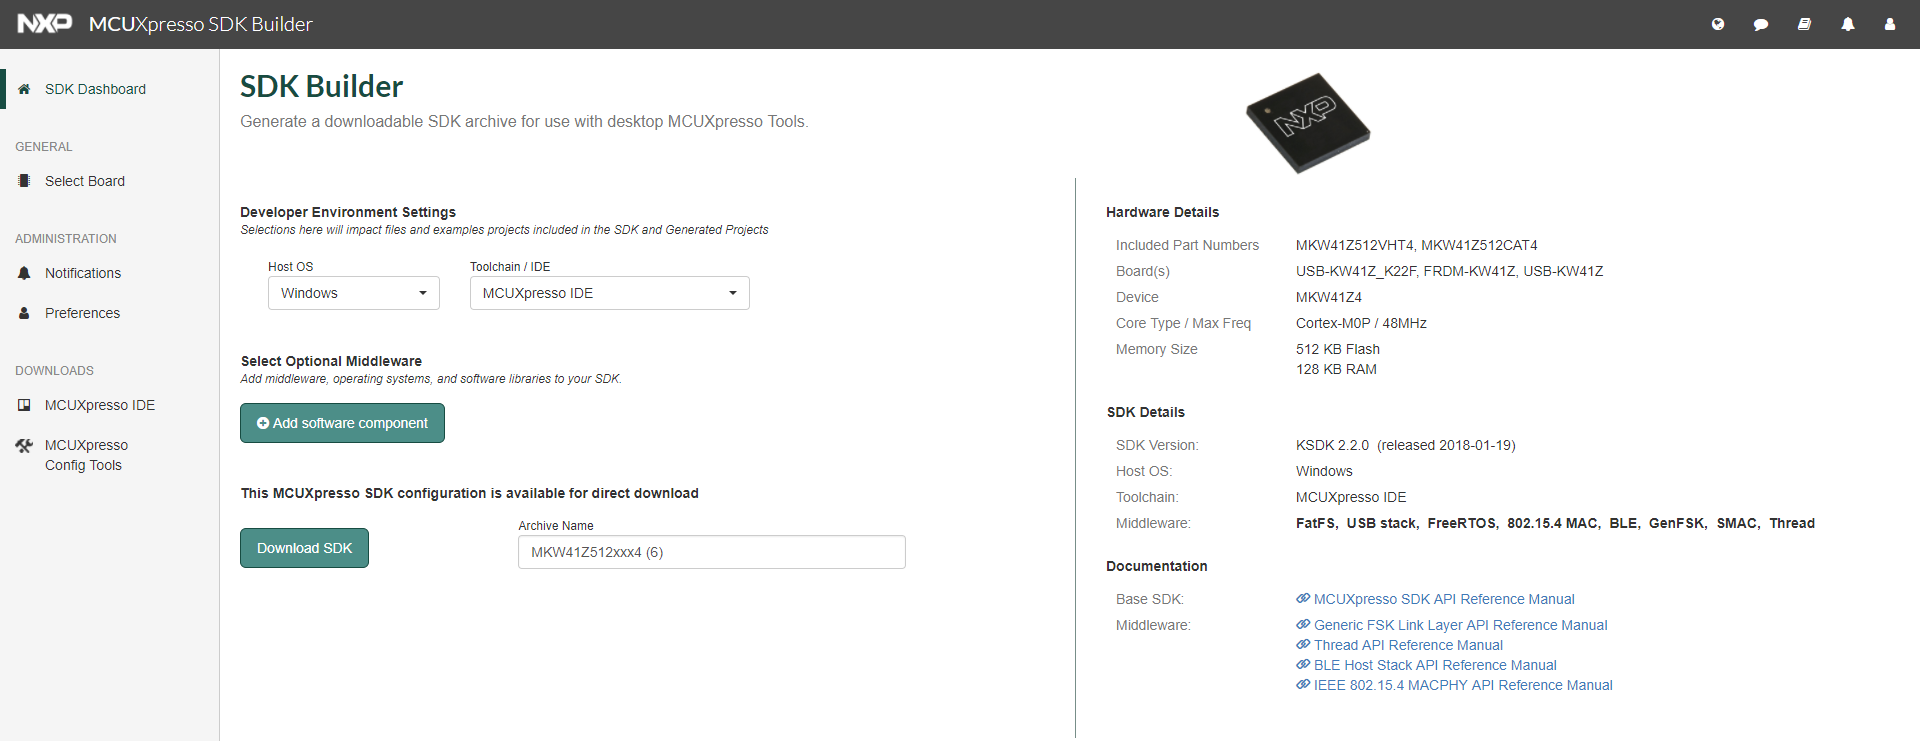 NXP MCUXpresso SDK Builder
SDK Dashboard
GENERAL
Select Board
ADMINISTRATION
Notifications
Preferences
DOWNLOADS
MCUXpresso IDE
MCUXpresso
Config Tools
SDK Builder
Generate a downloadable SDK archive for use with desktop MCUXpresso Tools.
NXP
Developer Environment Settings
Selections here will impact files and examples projects included in the SDK and Generated Projects
Host OS
Windows
Toolchain / IDE
MCUXpresso IDE
Select Optional Middleware
Add middleware, operating systems, and software libraries to your SDK.
Add software component
This MCUXpresso SDK configuration is available for direct download
Download SDK
Archive Name
MKW41Z512xxx4 (6)
Hardware Details
Included Part Numbers MKW41Z512VHT4, MKW41Z512CAT4
Board(s) USB-KW41Z_K22F, FRDM-KW41Z, USB-KW41Z
Device MKW41Z4
Core Type / Max Freq Cortex-M0P / 48MHz
Memory Size 512 KB Flash
128 KB RAM
SDK Details
SDK Version: KSDK 2.2.0 (released 2018-01-19)
Host OS: Windows
Toolchain: MCUXpresso IDE
Middleware: FatFS, USB stack, FreeRTOS, 802.15.4 MAC, BLE, GenFSK, SMAC, Thread
Documentation
Base SDK: MCUXpresso SDK API Reference Manual
Middleware: Generic FSK Link Layer API Reference Manual
Thread API Reference Manual
BLE Host Stack API Reference Manual
IEEE 802.15.4 MACPHY API Reference Manual